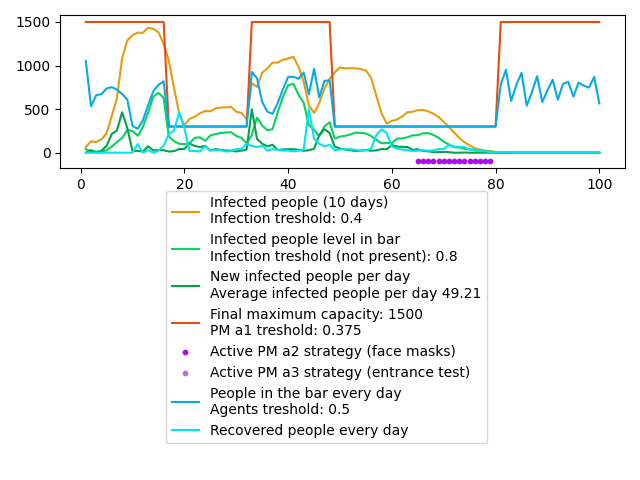 1500
1000
500
0
0 20 40 60 80 100
Infected people (10 days)
Infection treshold: 0.4
Infected people level in bar
Infection treshold (not present): 0.8
New infected people per day
Average infected people per day 49.21
Final maximum capacity: 1500
PM a1 treshold: 0.375
Active PM a2 strategy (face masks)
Active PM a3 strategy (entrance test)
People in the bar every day
Agents treshold: 0.5
Recovered people every day